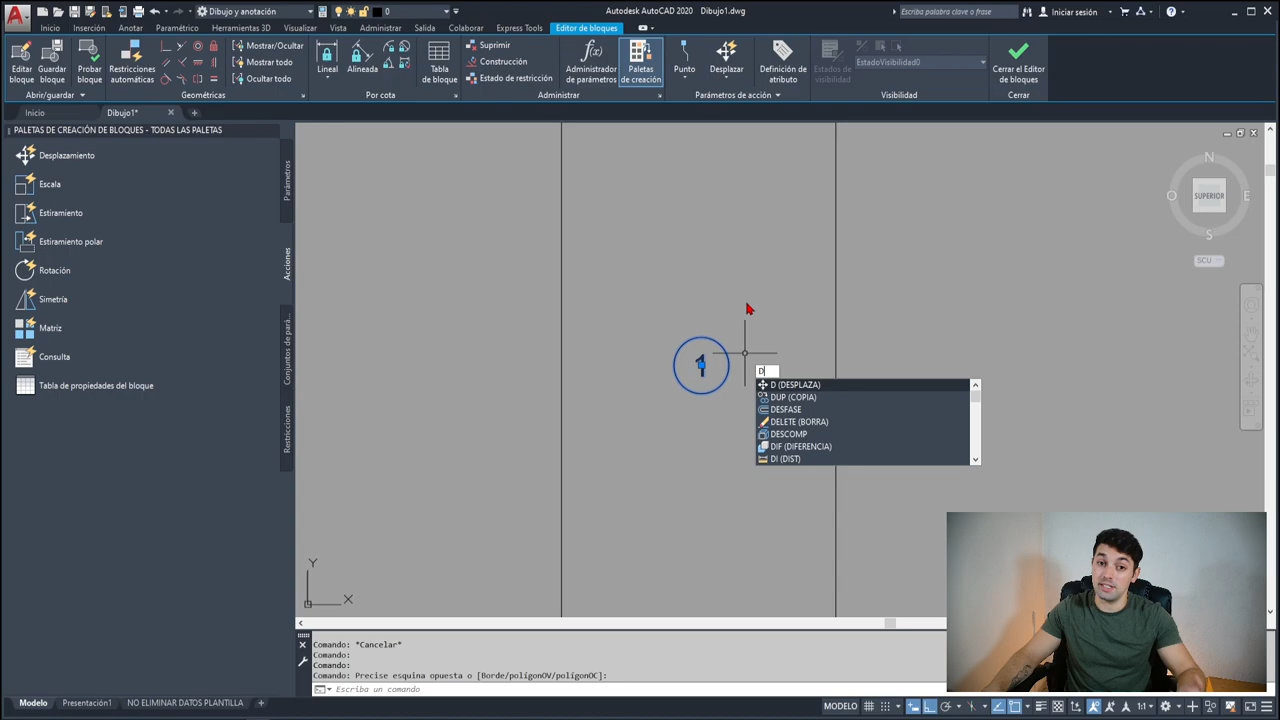 Dibujo y anotación
0
Autodesk AutoCAD 2020 Dibujo1.dwg
Escriba palabra clave o frase
Iniciar sesión
Inicio
Inserción
Anotar
Paramétrico
Herramientas 3D
Visualizar
Vista
Administrar
Salida
Colaborar
Express Tools
Editor de bloques
Editar bloque
Guardar bloque
Probar bloque
Restricciones automáticas
Mostrar/Ocultar
Mostrar todo
Ocultar todo
Lineal
Alineada
Tabla de bloque
Suprimir
Construcción
Estado de restricción
Administrador de parámetros
Paletas de creación
Punto
Desplazar
Definición de atributo
Estados de visibilidad
EstadoVisibilidad0
Cerrar el Editor de bloques
Abrir/guardar
Geométricas
Por cota
Administrar
Parámetros de acción
Visibilidad
Cerrar
Inicio
Dibujo1*
PALETAS DE CREACIÓN DE BLOQUES - TODAS LAS PALETAS
Desplazamiento
Escala
Estiramiento
Estiramiento polar
Rotación
Simetría
Matriz
Consulta
Tabla de propiedades del bloque
Parámetros
Acciones
Conjuntos de pará...
Restricciones
N
O
SUPERIOR
E
S
SCU
1
D
D (DESPLAZA)
DUP (COPIA)
DESFASE
DELETE (BORRA)
DESCOMP
DIF (DIFERENCIA)
DI (DIST)
Y
X
Comando: *Cancelar*
Comando:
Comando:
Comando: Precise esquina opuesta o [Borde/polígonOV/polígonOC]:
Escriba un comando
Modelo
Presentación1
NO ELIMINAR DATOS PLANTILLA
MODELO
1:1